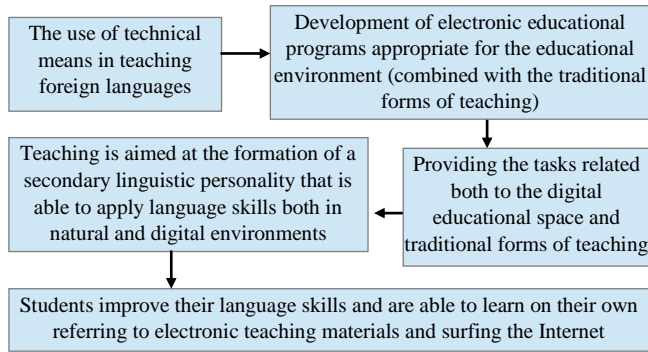 The use of technical
means in teaching
foreign languages
Development of electronic educational
programs appropriate for the educational
environment (combined with the traditional
forms of teaching)
Providing the tasks related
both to the digital
educational space and
traditional forms of teaching
Teaching is aimed at the formation of a
secondary linguistic personality that is
able to apply language skills both in
natural and digital environments
Students improve their language skills and are able to learn on their own
referring to electronic teaching materials and surfing the Internet